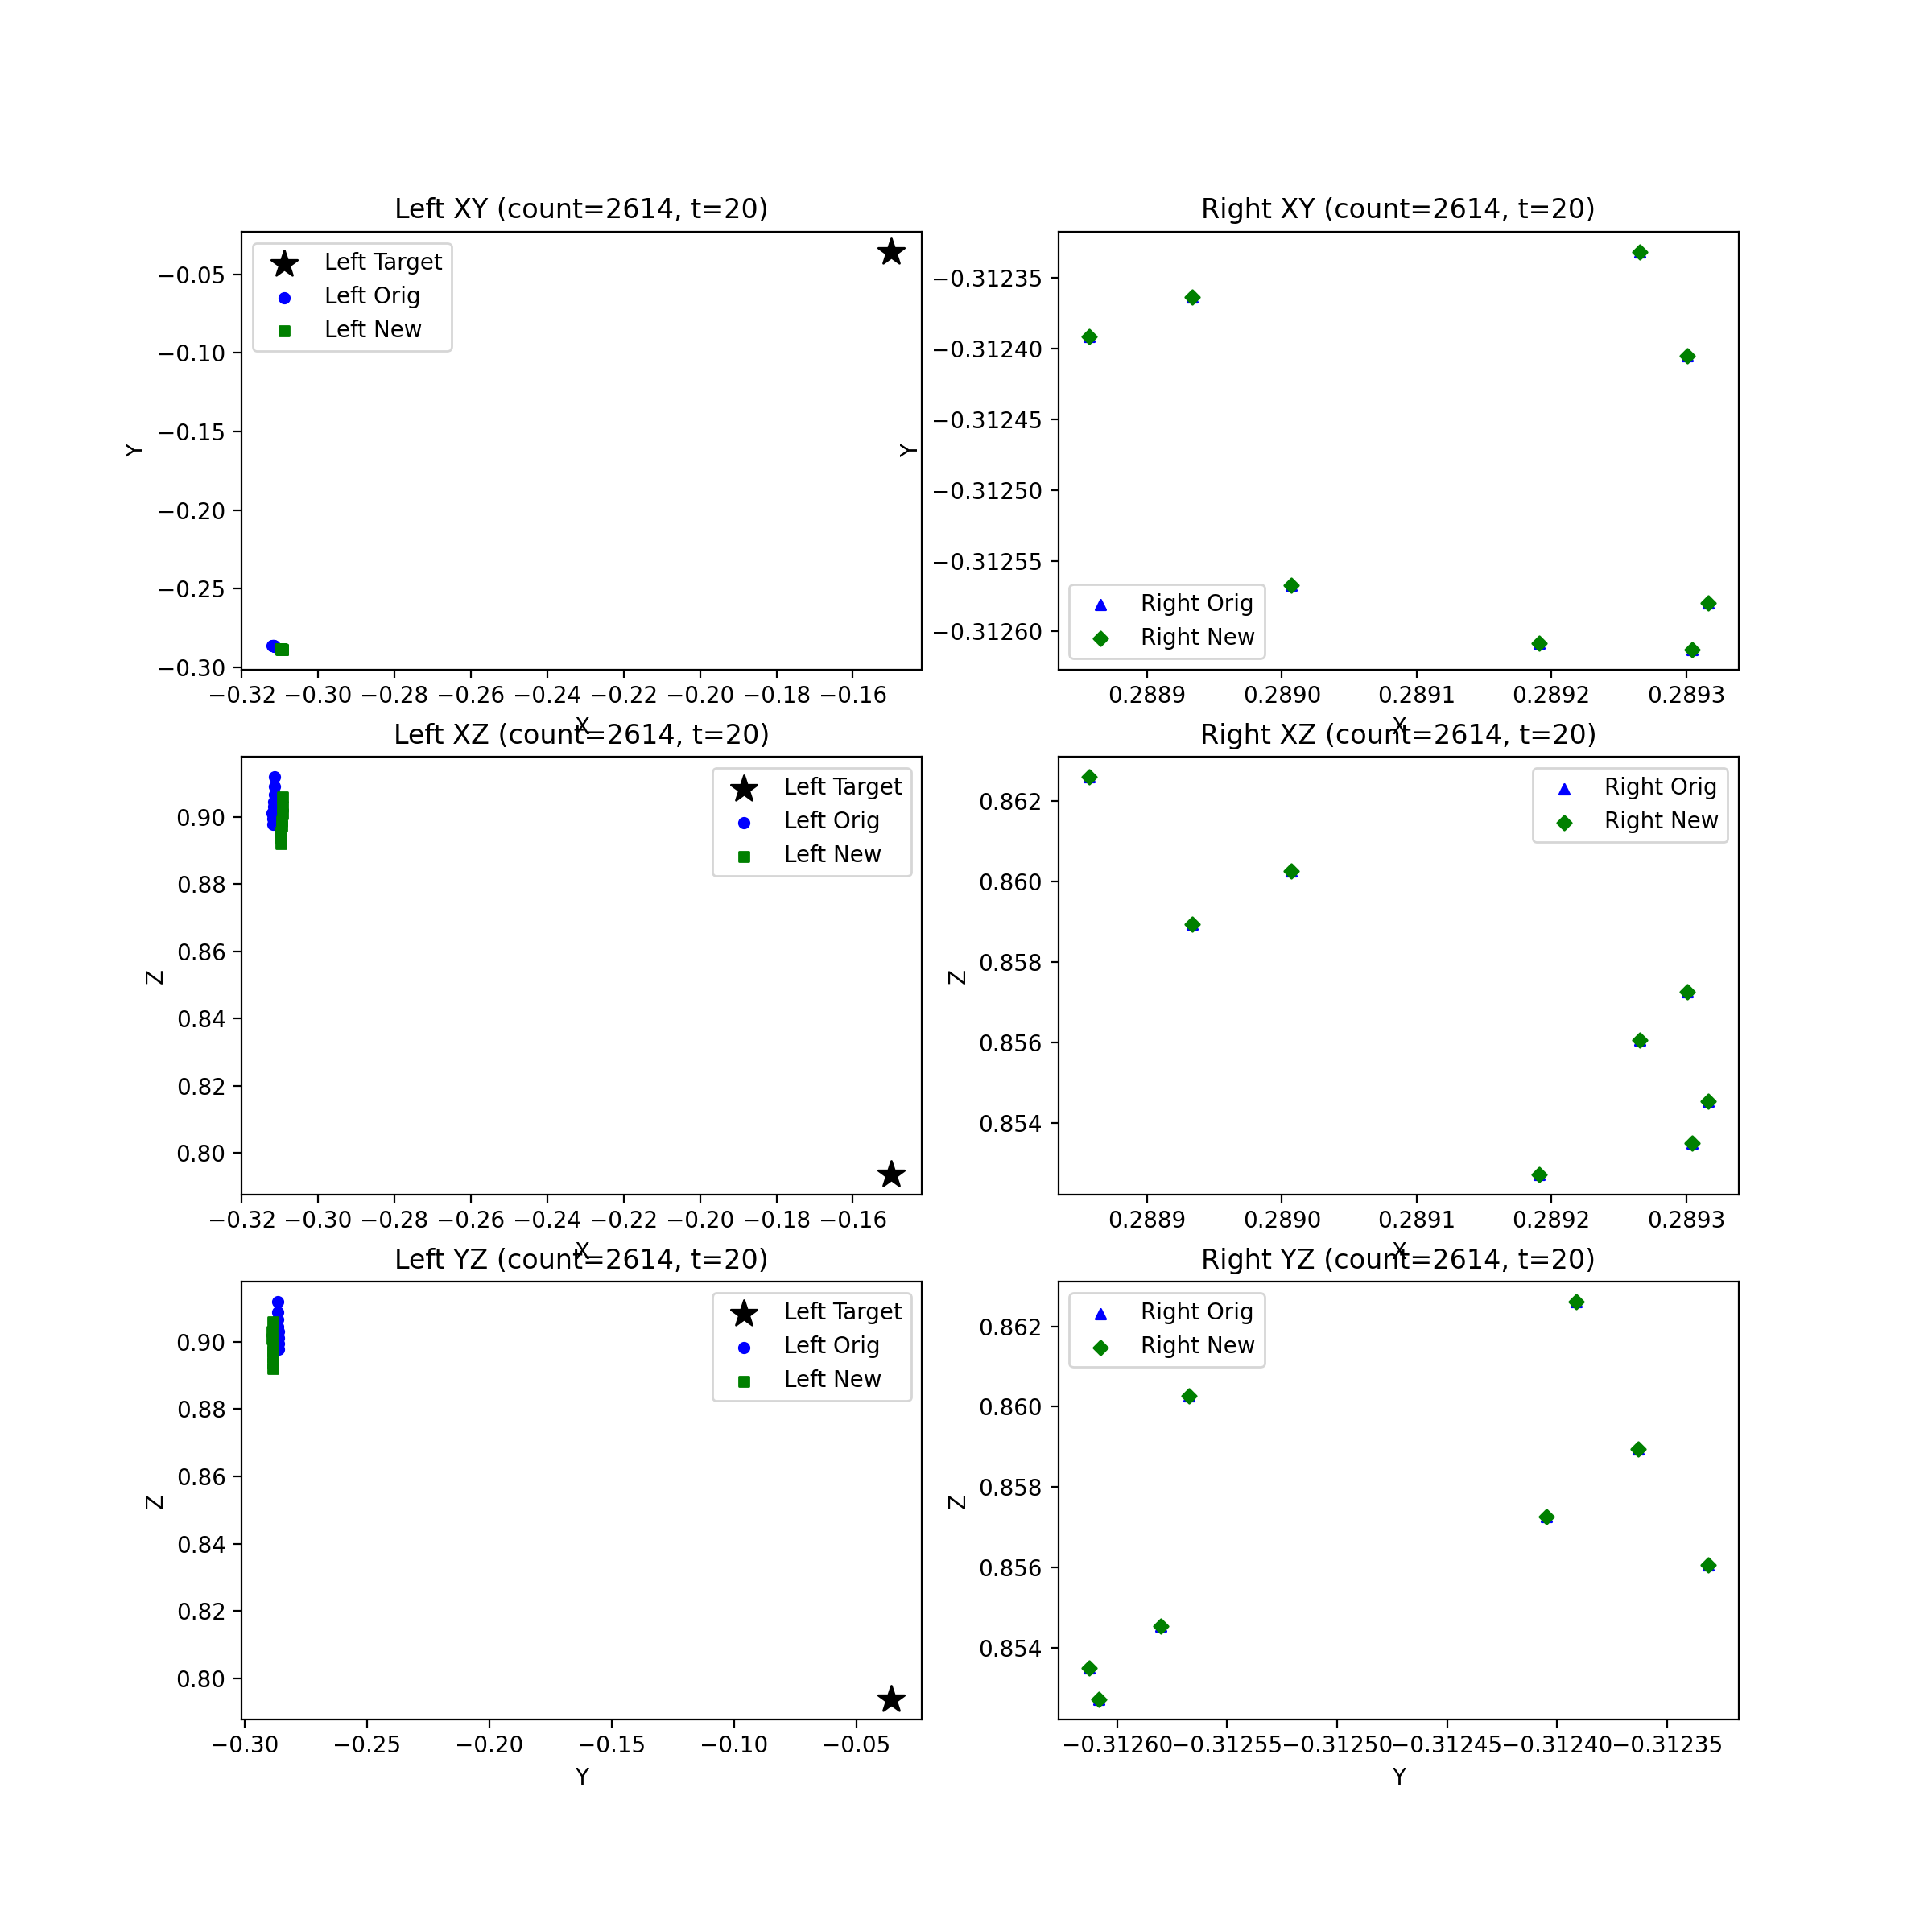 Left XY (count=2614, t=20)
Left Target
Left Orig
Left New
−0.05
−0.10
−0.15
−0.20
−0.25
−0.30
Y
−0.32 −0.30 −0.28 −0.26 −0.24 −0.22 −0.20 −0.18 −0.16
X
Right XY (count=2614, t=20)
−0.31235
−0.31240
−0.31245
−0.31250
−0.31255
−0.31260
Y
Right Orig
Right New
0.2889 0.2890 0.2891 0.2892 0.2893
X
Left XZ (count=2614, t=20)
Left Target
Left Orig
Left New
0.90
0.88
0.86
0.84
0.82
0.80
Z
−0.32 −0.30 −0.28 −0.26 −0.24 −0.22 −0.20 −0.18 −0.16
X
Right XZ (count=2614, t=20)
Right Orig
Right New
0.862
0.860
0.858
0.856
0.854
Z
0.2889 0.2890 0.2891 0.2892 0.2893
X
Left YZ (count=2614, t=20)
Left Target
Left Orig
Left New
0.90
0.88
0.86
0.84
0.82
0.80
Z
−0.30 −0.25 −0.20 −0.15 −0.10 −0.05
Y
Right YZ (count=2614, t=20)
Right Orig
Right New
0.862
0.860
0.858
0.856
0.854
Z
−0.31260 −0.31255 −0.31250 −0.31245 −0.31240 −0.31235
Y